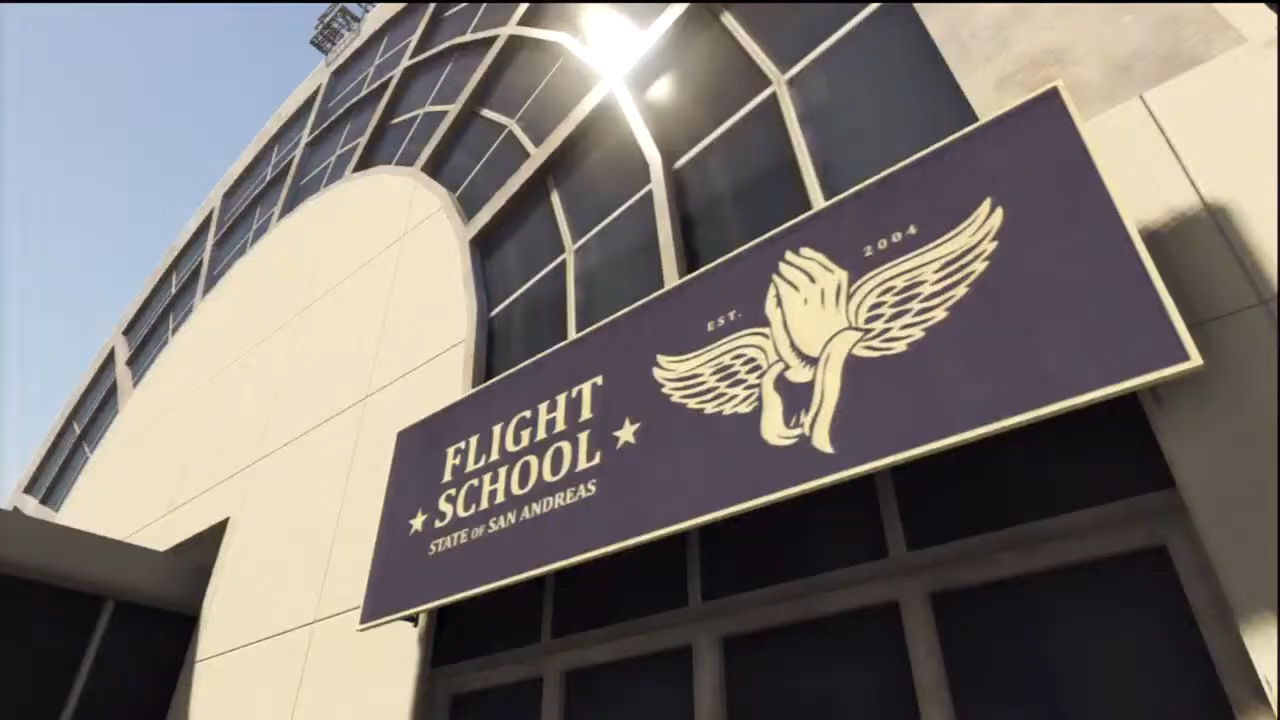 FLIGHT
SCHOOL
STATE OF SAN ANDREAS
EST.
2004